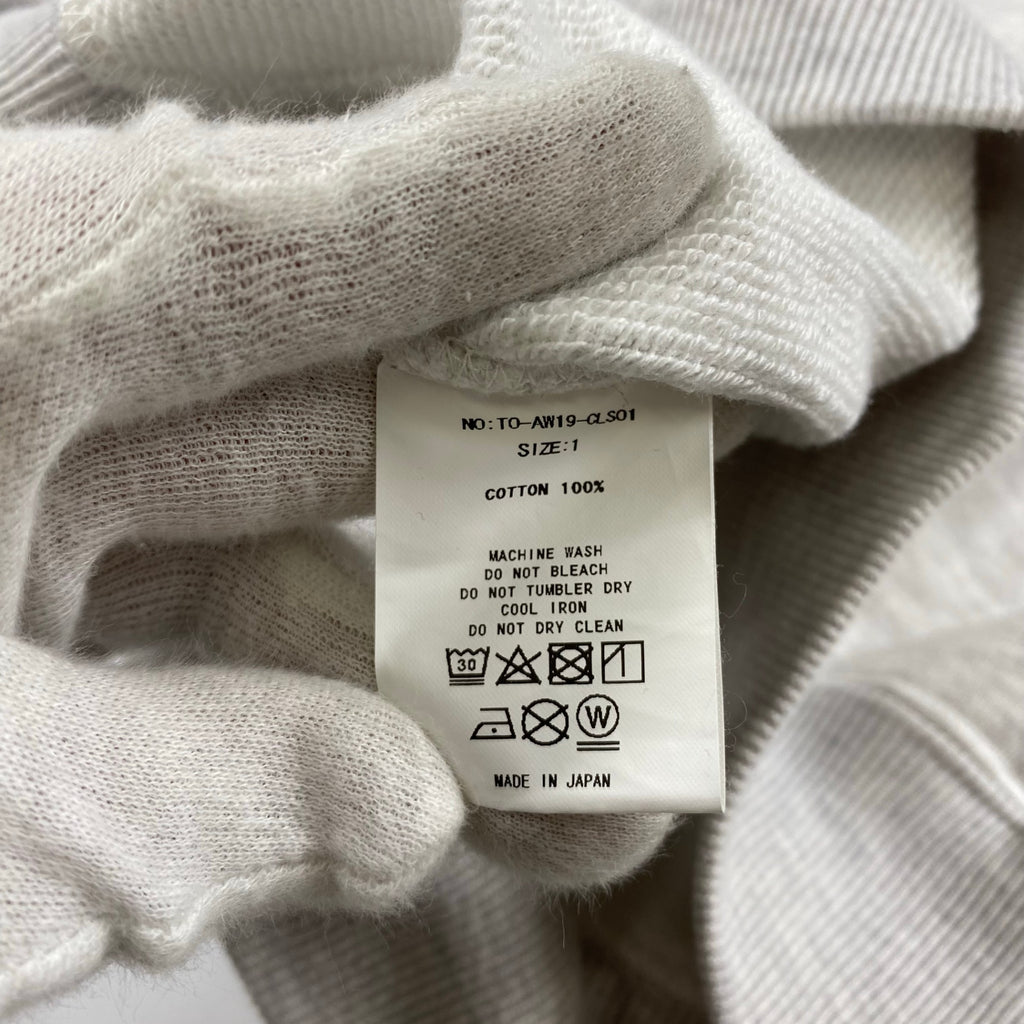 NO:TO-AW19-CLS01
SIZE:1
COTTON 100%
MACHINE WASH
DO NOT BLEACH
DO NOT TUMBLER DRY
COOL IRON
DO NOT DRY CLEAN
30
W
MADE IN JAPAN